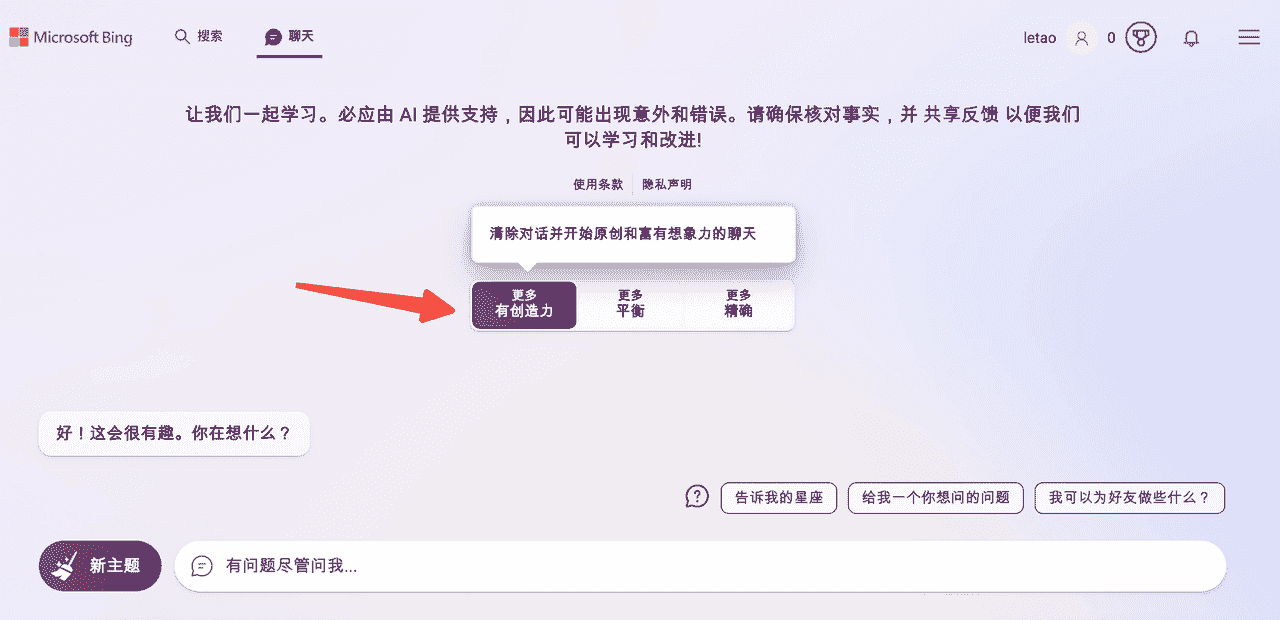 Microsoft Bing
搜索
聊天
letao
0
让我们一起学习。必应由 AI 提供支持，因此可能出现意外和错误。请确保核对事实，并 共享反馈 以便我们
可以学习和改进!
使用条款
隐私声明
清除对话并开始原创和富有想象力的聊天
更多
有创造力
更多
平衡
更多
精确
好！这会很有趣。你在想什么？
告诉我的星座
给我一个你想问的问题
我可以为好友做些什么？
新主题
有问题尽管问我...